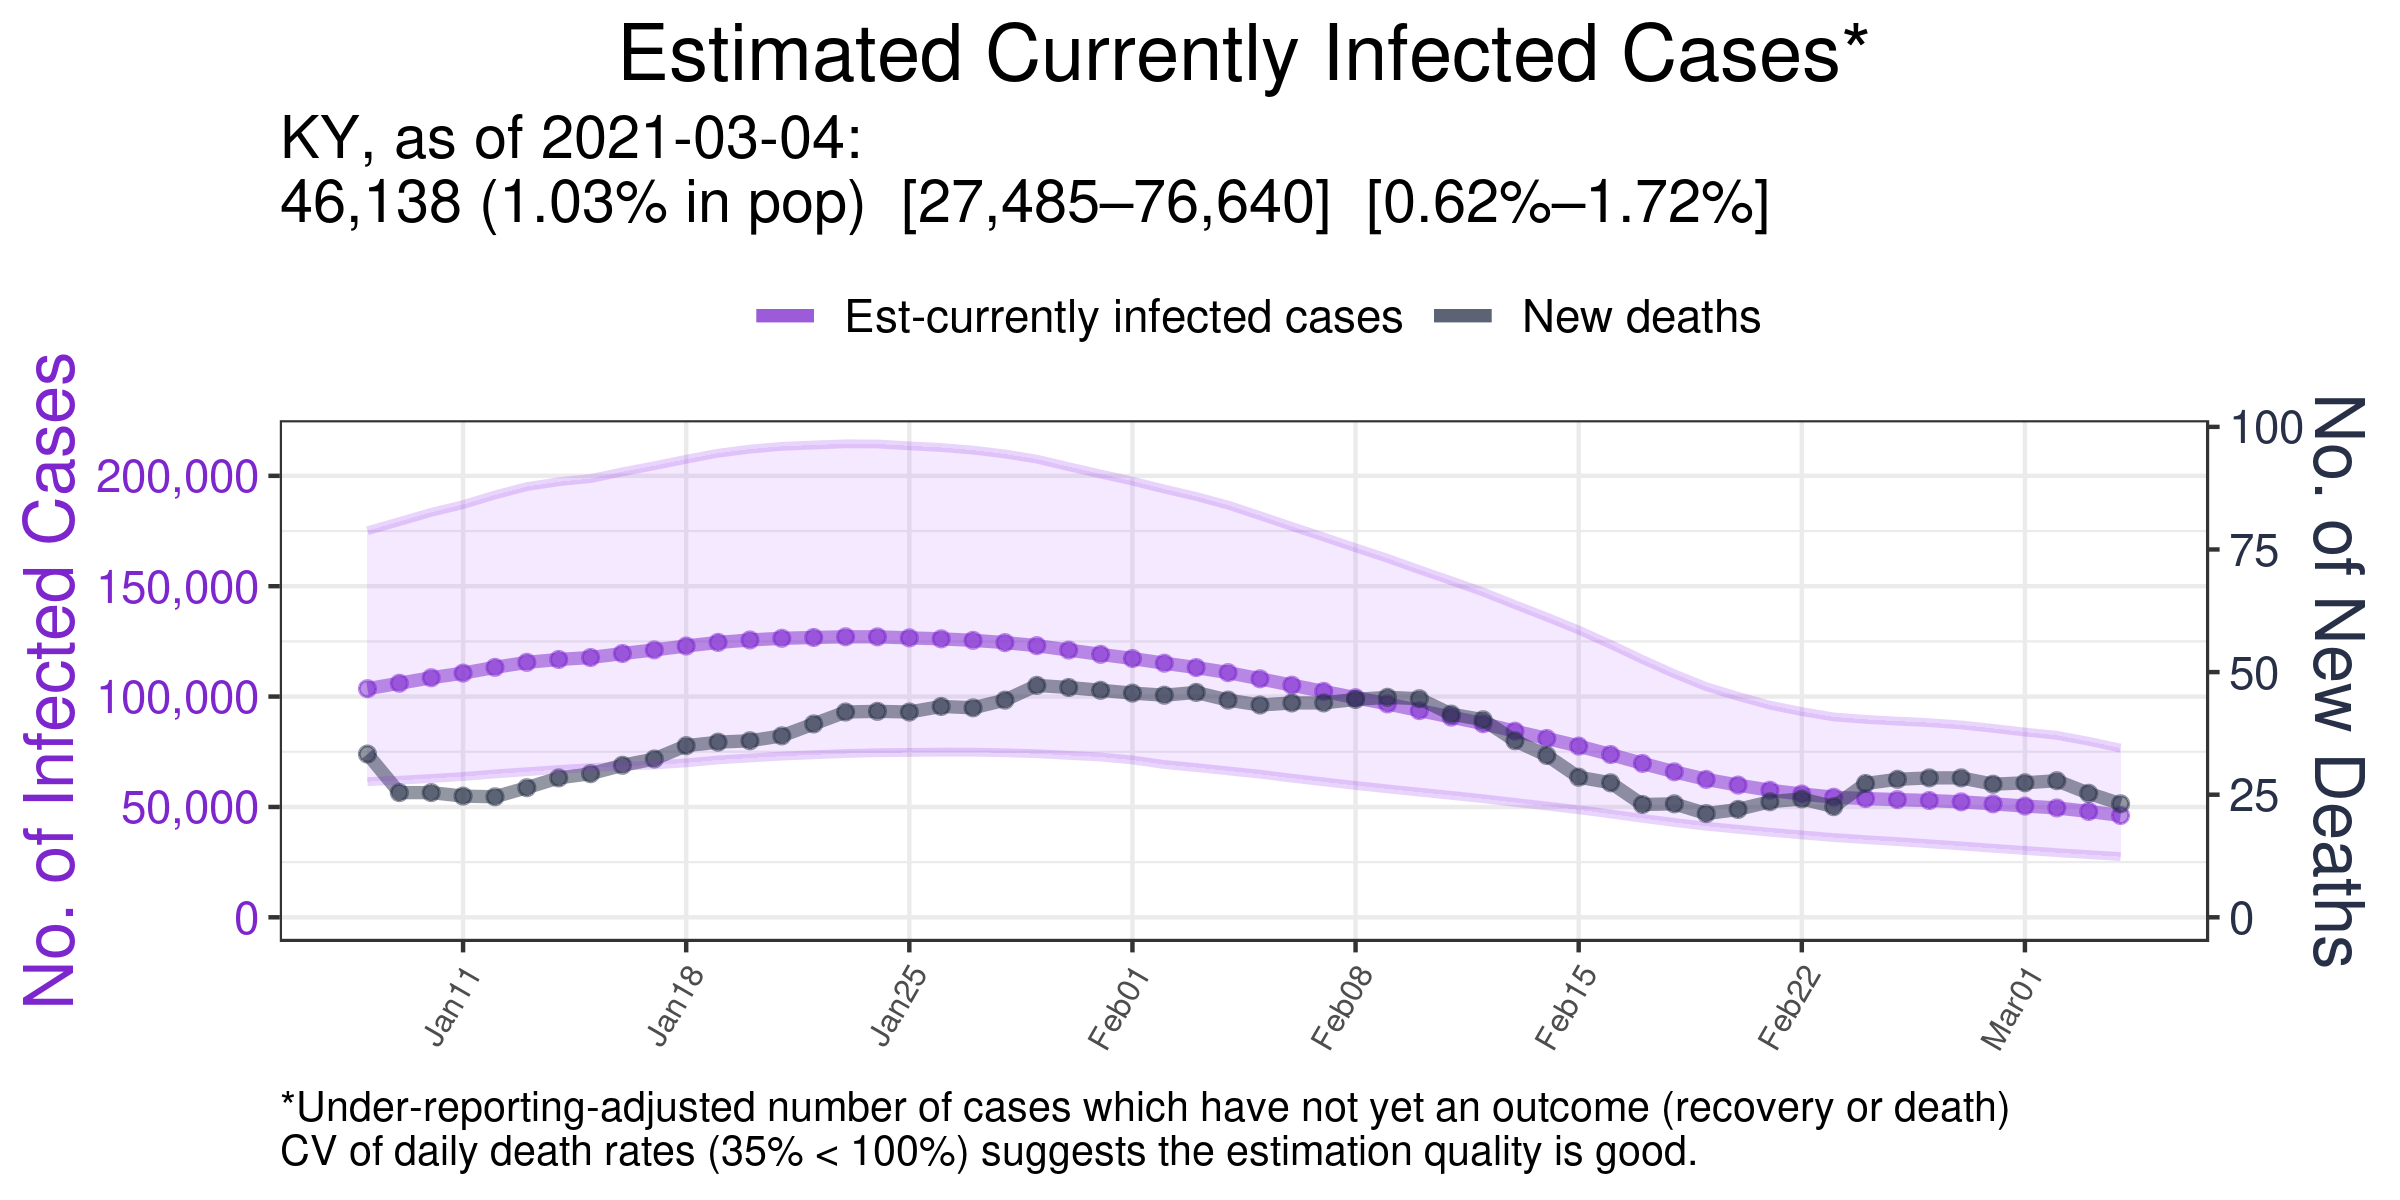 Estimated Currently Infected Cases*
KY, as of 2021-03-04:
46,138 (1.03% in pop)  [27,485–76,640]  [0.62%–1.72%]
Est-currently infected cases
New deaths
No. of Infected Cases
200,000
150,000
100,000
50,000
0
100
75
50
25
0
No. of New Deaths
Jan11
Jan18
Jan25
Feb01
Feb08
Feb15
Feb22
Mar01
*Under-reporting-adjusted number of cases which have not yet an outcome (recovery or death)
CV of daily death rates (35% < 100%) suggests the estimation quality is good.